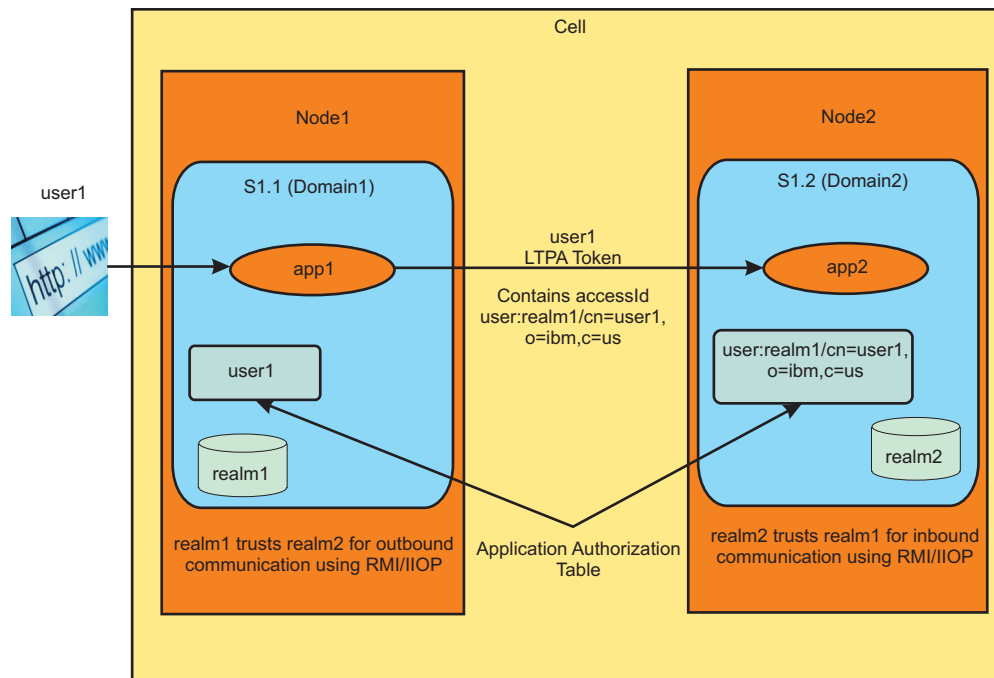 Cell
Node1
Node2
user1
http: // www
S1.1 (Domain1)
S1.2 (Domain2)
app1
user1
LTPA Token
Contains accessId
user:realm1/cn=user1,
o=ibm,c=us
app2
user1
user:realm1/cn=user1,
o=ibm,c=us
realm1
realm2
realm1 trusts realm2 for outbound
communication using RMI/IIOP
Application Authorization
Table
realm2 trusts realm1 for inbound
communication using RMI/IIOP